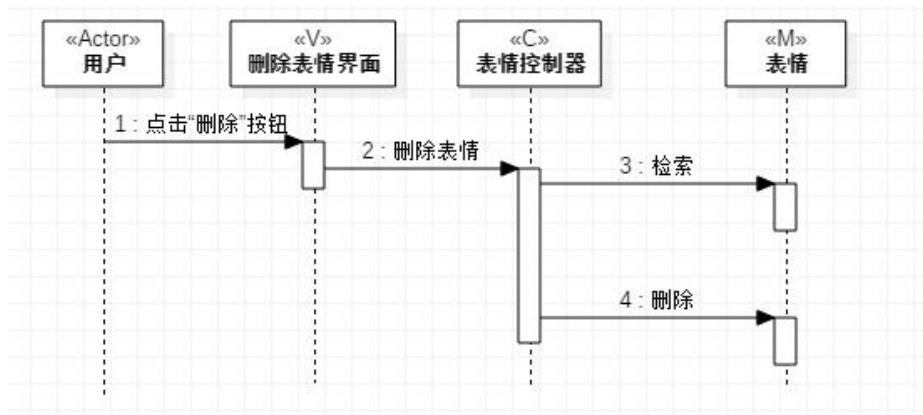 «Actor»
用户
«V»
删除表情界面
«C»
表情控制器
«M»
表情
1 : 点击“删除”按钮
2 : 删除表情
3 : 检索
4 : 删除